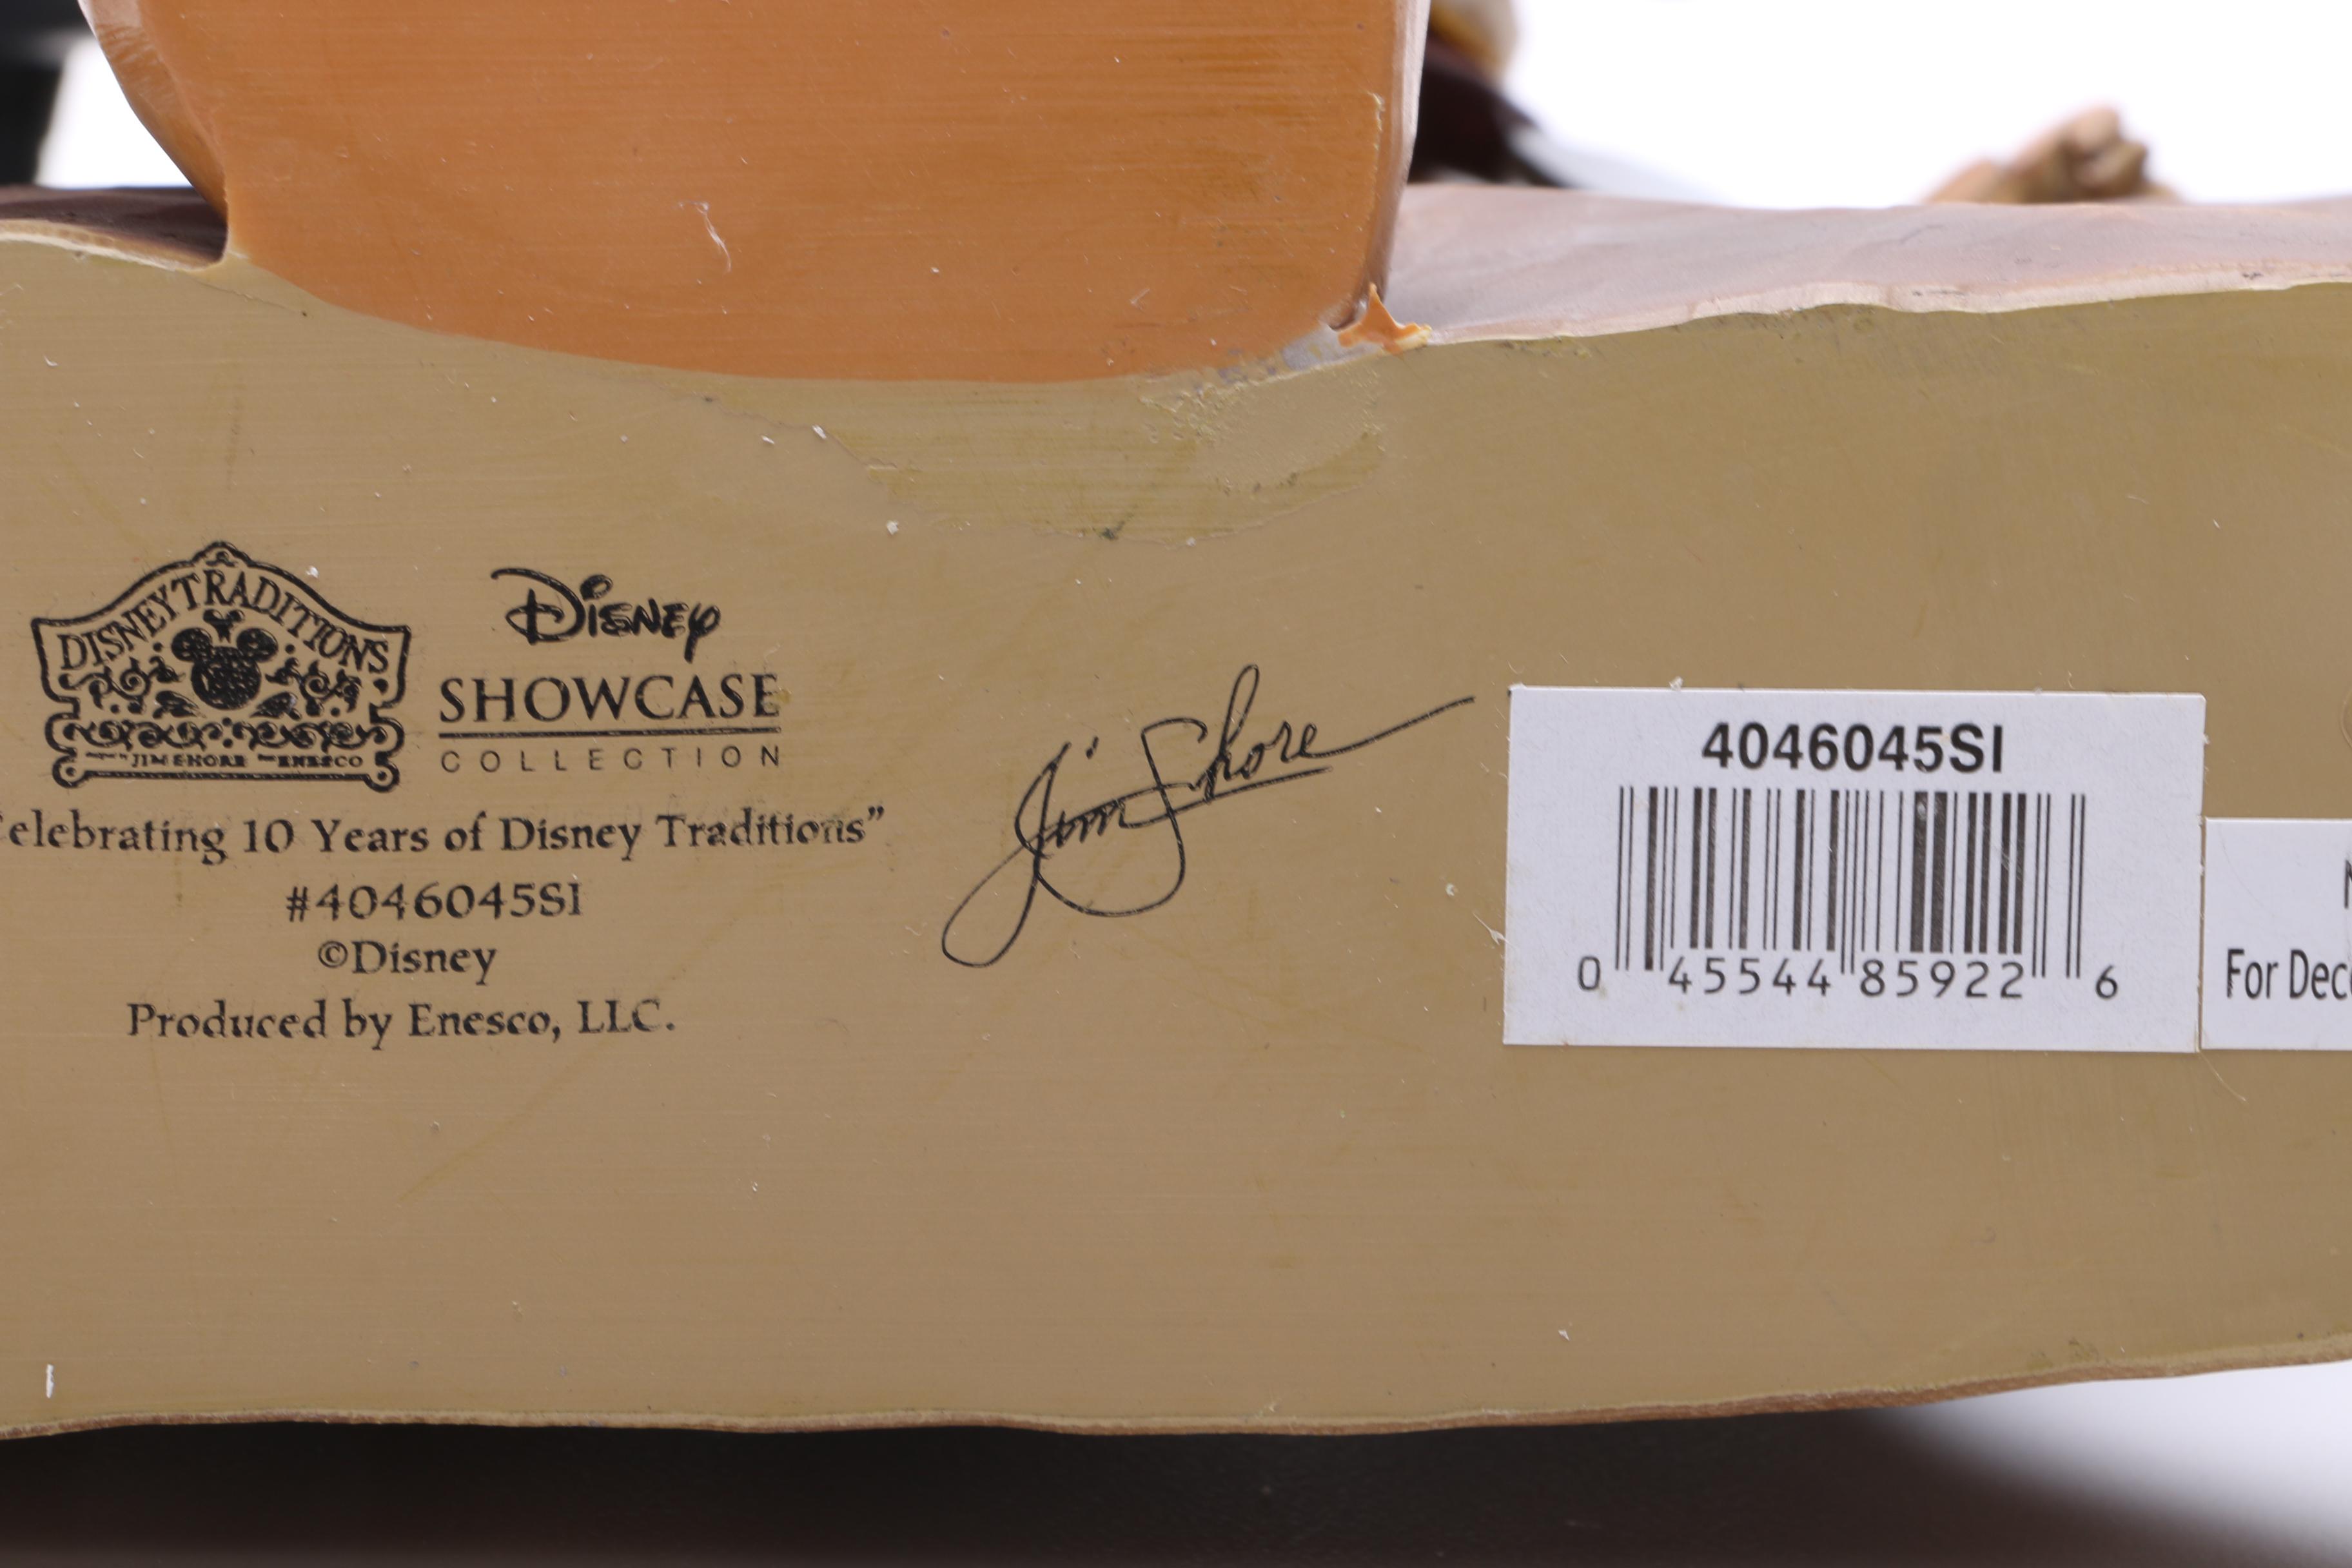 DISNEY TRADITIONS
JIM SHORE ENESCO
Disney
SHOWCASE
COLLECTION
elebrating 10 Years of Disney Traditions”
#4046045SI
©Disney
Produced by Enesco, LLC.
Jim Shore
4046045SI
0 45544 85922 6
For Dec